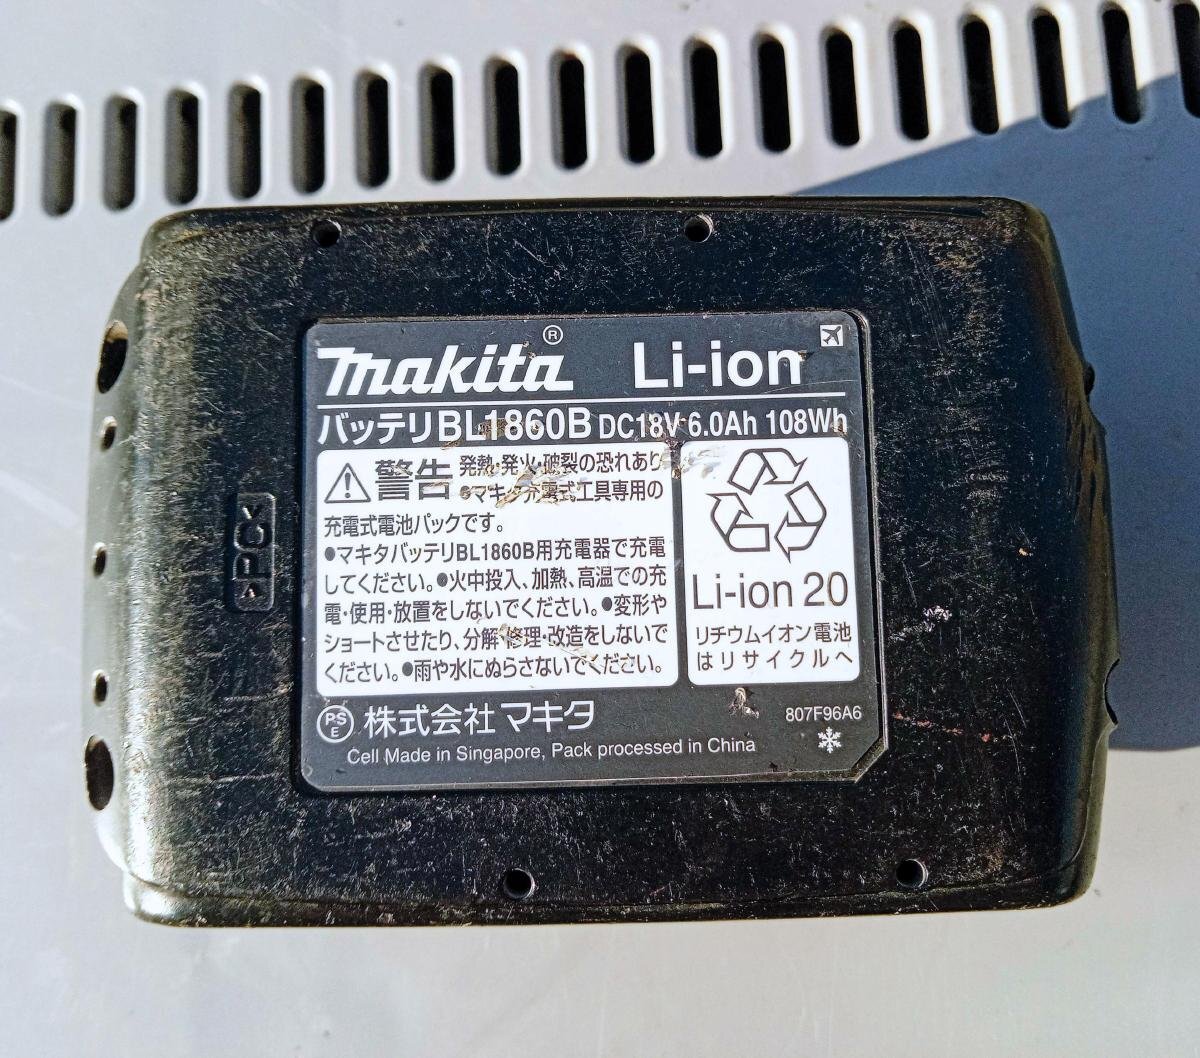 makita® Li-ion
バッテリBL1860B DC18V 6.0Ah 108Wh
警告 発熱・発火・破裂の恐れあり
●マキタ充電式工具専用の
充電式電池パックです。
●マキタバッテリBL1860B用充電器で充電
してください。●火中投入、加熱、高温での充
電・使用・放置をしないでください。●変形や
ショートさせたり、分解・修理・改造をしないで
ください。●雨や水にぬらさないでください。
Li-ion 20
リチウムイオン電池
はリサイクルへ
PS
E
株式会社 マキタ
807F96A6
Cell Made in Singapore, Pack processed in China
>PC<